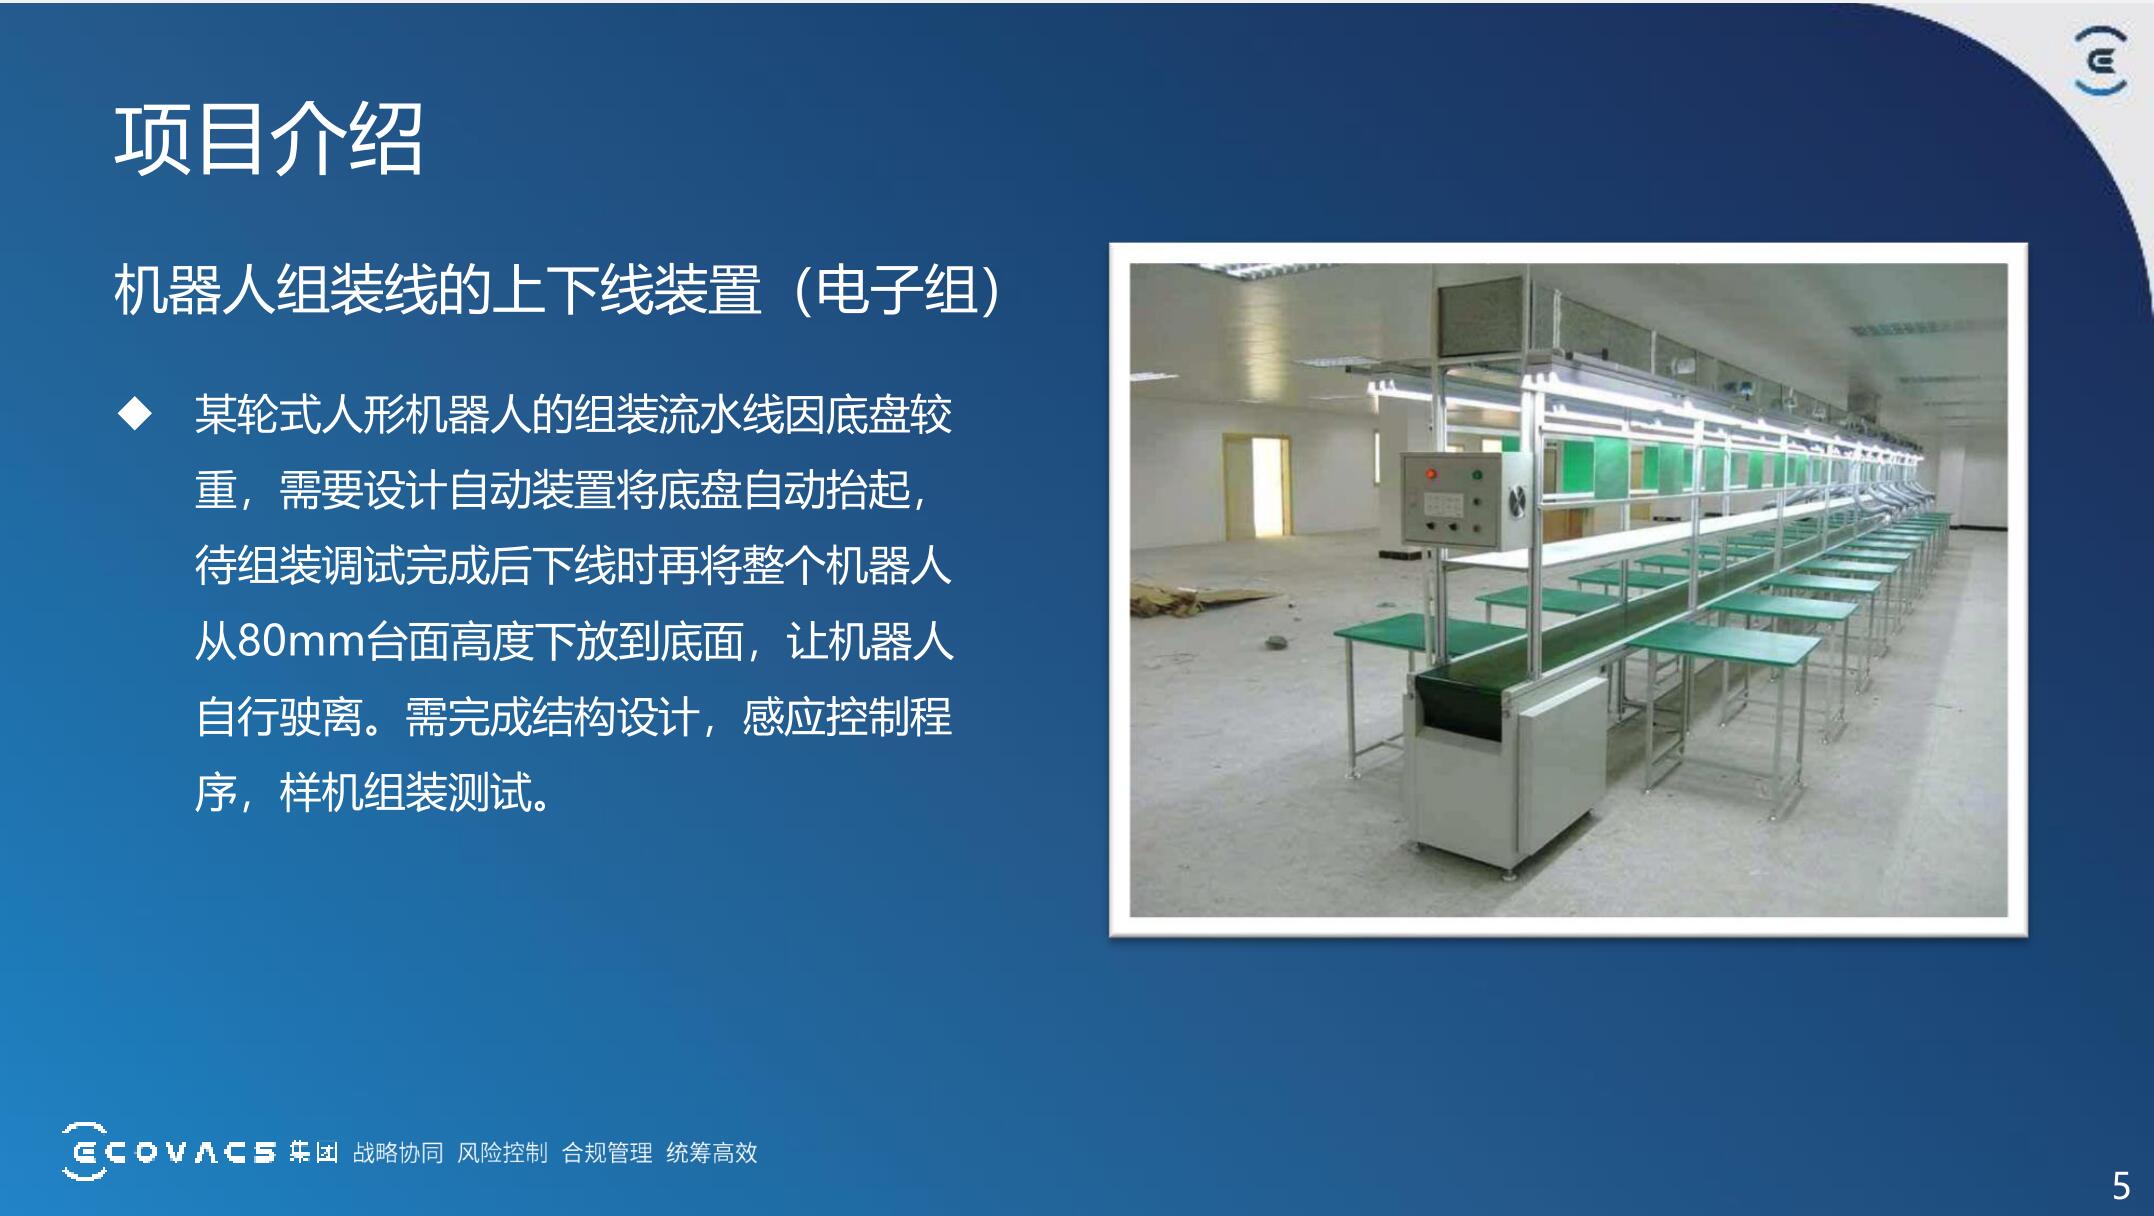 项目介绍
机器人组装线的上下线装置（电子组）
◆ 某轮式人形机器人的组装流水线因底盘较
重，需要设计自动装置将底盘自动抬起，
待组装调试完成后下线时再将整个机器人
从80mm台面高度下放到底面，让机器人
自行驶离。需完成结构设计，感应控制程
序，样机组装测试。
ECOVACS 集团 战略协同 风险控制 合规管理 统筹高效
5